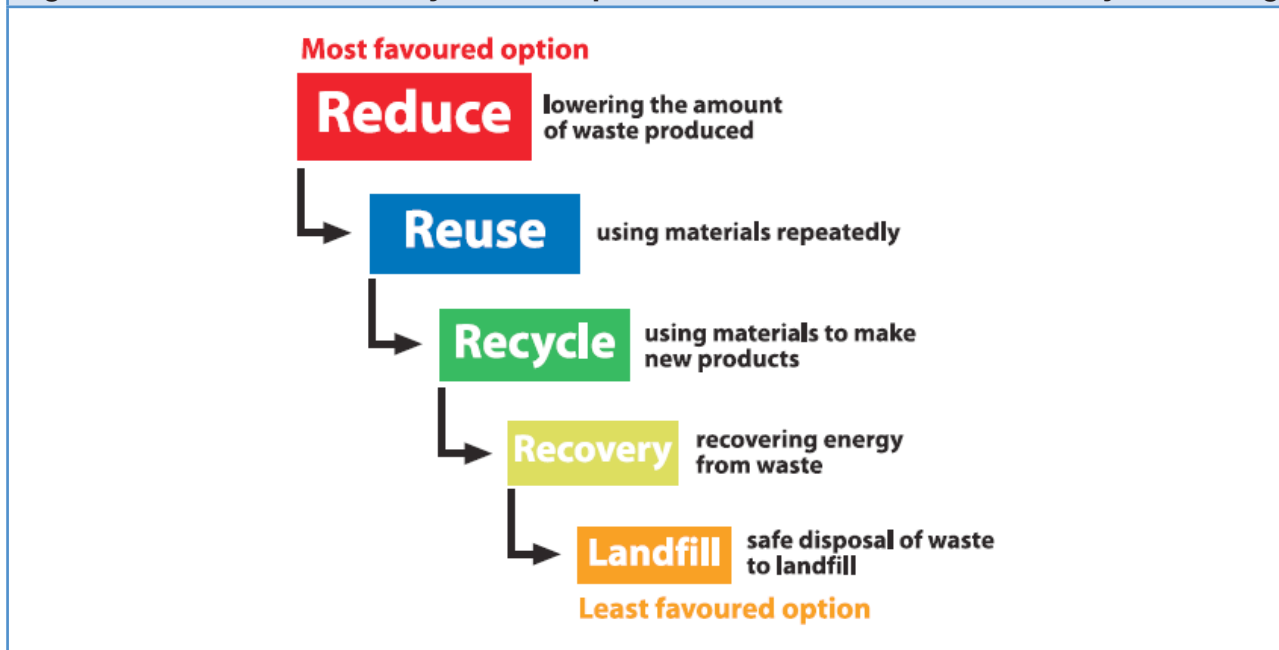 Most favoured option
Reduce
lowering the amount
of waste produced
Reuse
using materials repeatedly
Recycle
using materials to make
new products
Recovery
recovering energy
from waste
Landfill
safe disposal of waste
to landfill
Least favoured option